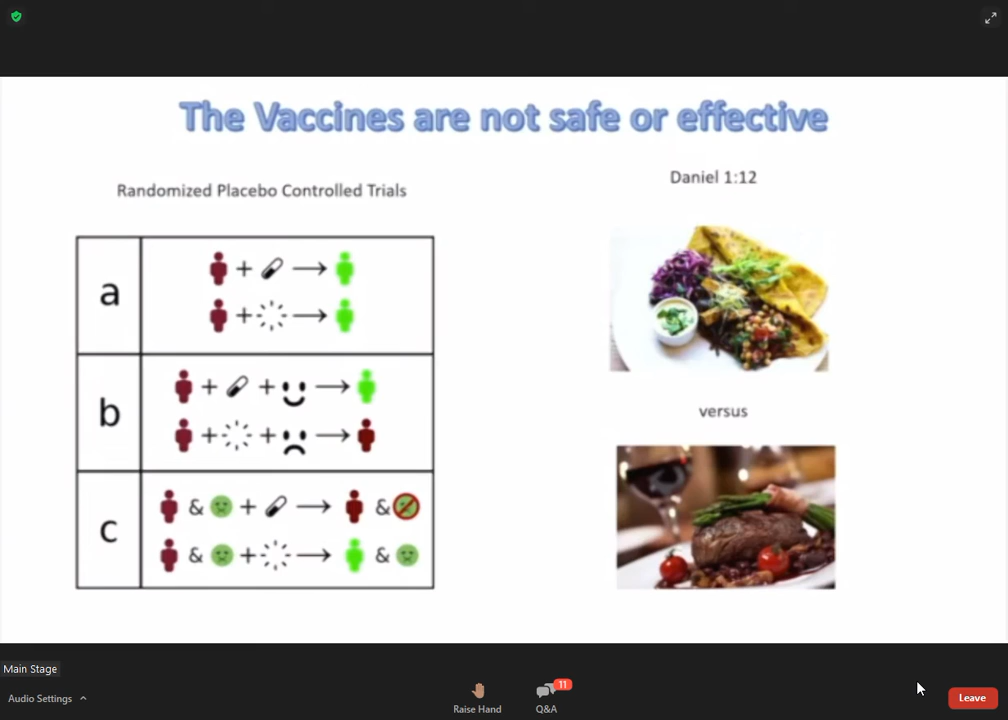 The Vaccines are not safe or effective
Randomized Placebo Controlled Trials
Daniel 1:12
a
b
versus
c
&
&
&
&
Main Stage
Audio Settings
Raise Hand
Q&A
11
Leave